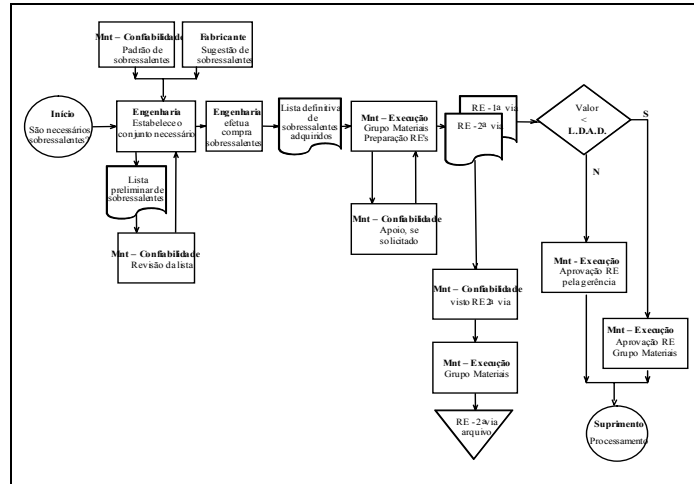 Mnt – Confiabilidade
Padrão de
sobressalentes
Fabricante
Sugestão de
sobressalentes
Início
São necessários
sobressalentes?
Engenharia
Estabelece o
conjunto necessário
Engenharia
efetua
compra
sobressalentes
Lista definitiva
de
sobressalentes
adquiridos
Mnt – Execução
Grupo Materiais
Preparação RE's
RE - 1ª via
RE - 2ª via
Valor
<
L.D.A.D.
S
N
Lista
preliminar de
sobressalentes
Mnt – Confiabilidade
Revisão da lista
Mnt – Confiabilidade
Apoio, se
solicitado
Mnt – Confiabilidade
visto RE 2ª via
Mnt - Execução
Aprovação RE
pela gerência
Mnt – Execução
Aprovação RE
Grupo Materiais
Mnt – Execução
Grupo Materiais
RE - 2ª via
arquivo
Suprimento
Processamento